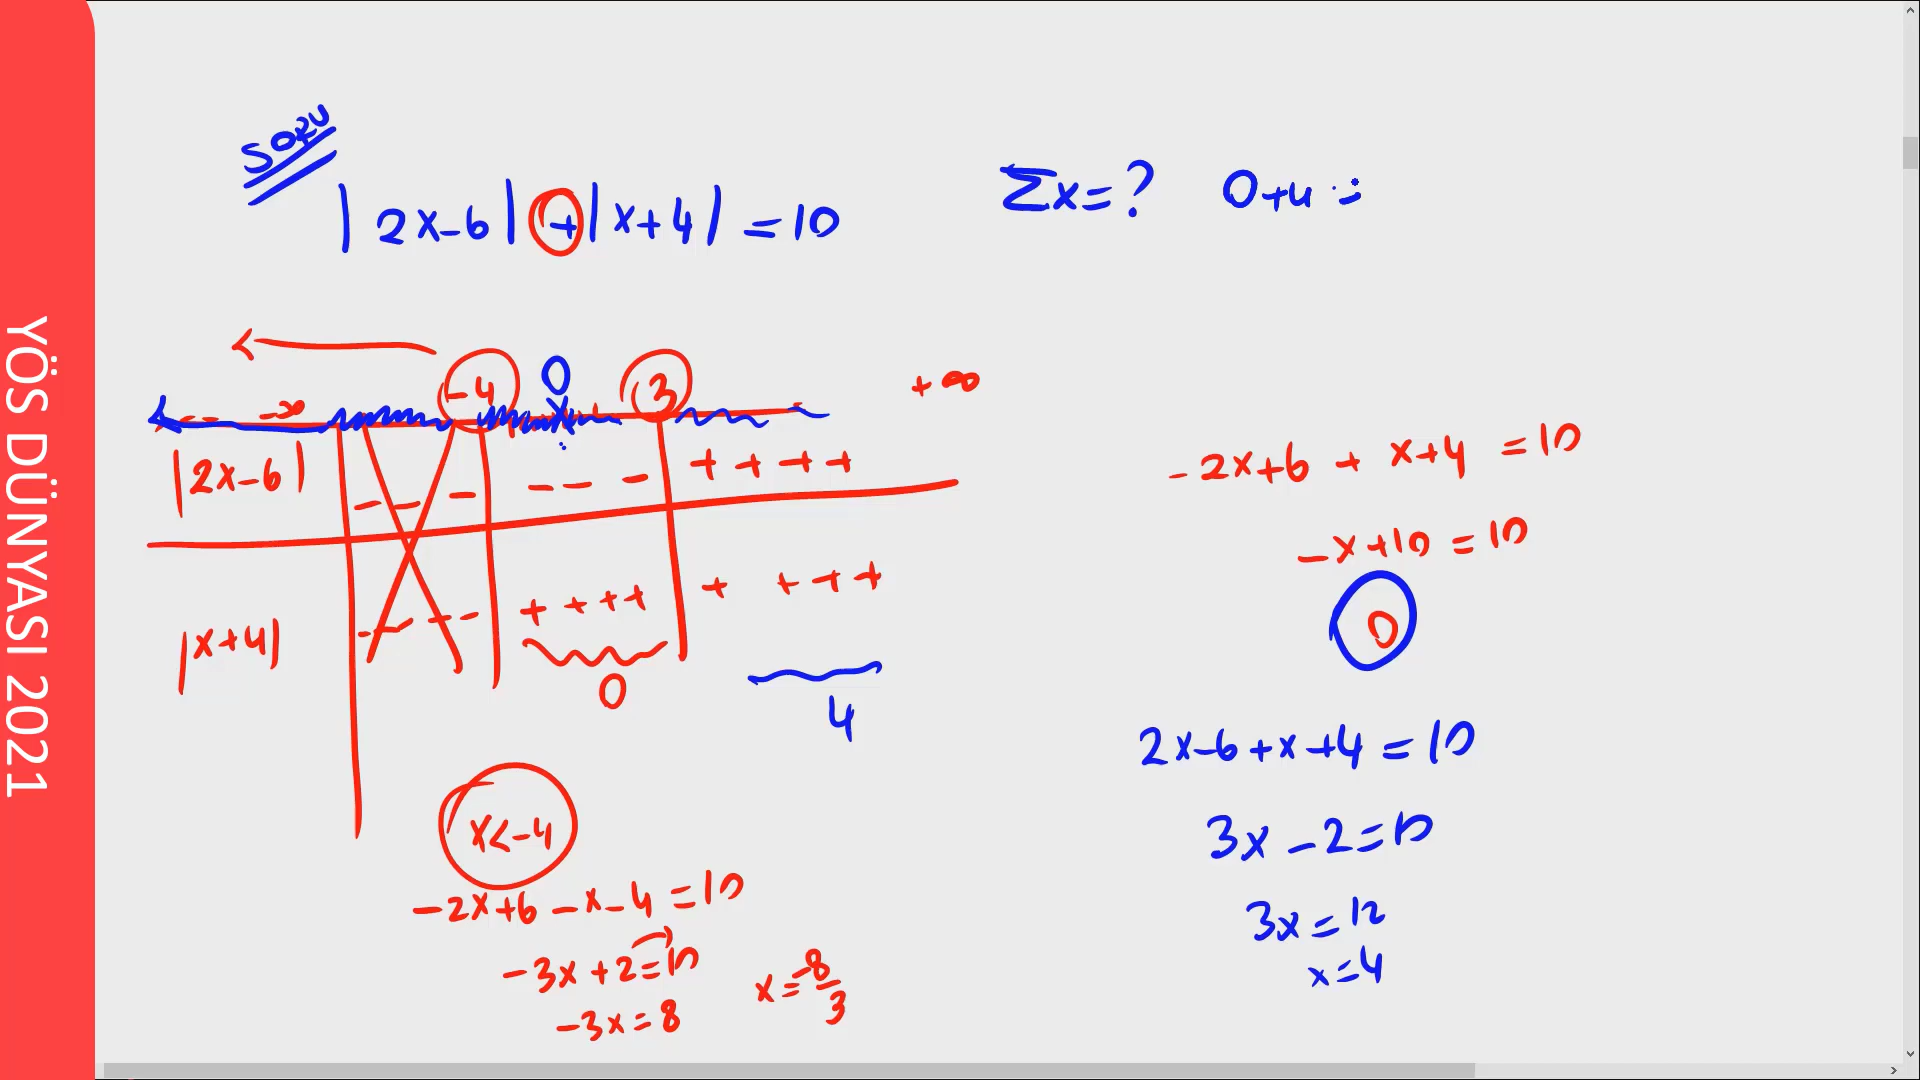 YÖS DÜNYASI 2021
SORU
|2x-6| + |x+4| = 10
Σx=? 0+4=
-4 0 3
-∞ +∞
|2x-6| - - - - - - + + + +
|x+4| - - - - + + + + + + + +
0 4
x<-4
-2x+6-x-4=10
-3x+2=10
-3x=8
x=-8/3
-2x+6+x+4=10
-x+10=10
0
2x-6+x+4=10
3x-2=10
3x=12
x=4